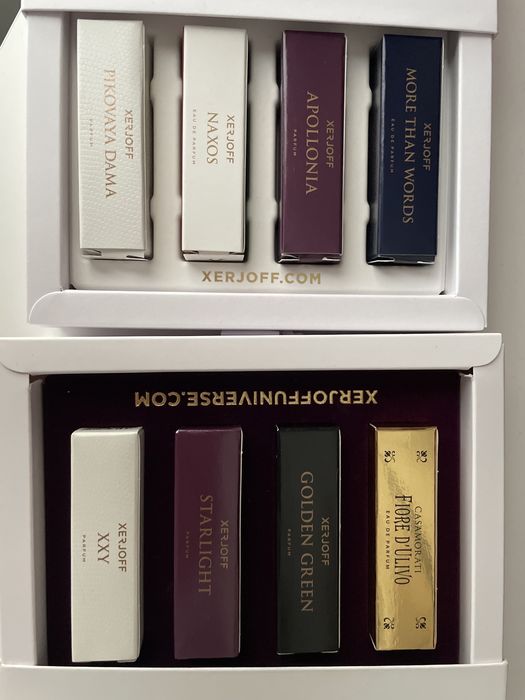 XERJOFF
PIKOVAYA DAMA
PARFUM
XERJOFF
NAXOS
EAU DE PARFUM
XERJOFF
APOLLONIA
PARFUM
XERJOFF
MORE THAN WORDS
EAU DE PARFUM
XERJOFF.COM
XERJOFFUNIVERSE.COM
XERJOFF
XXY
PARFUM
XERJOFF
STARLIGHT
PARFUM
XERJOFF
GOLDEN GREEN
PARFUM
CASAMORATI
FIORE D'ULIVO
EAU DE PARFUM